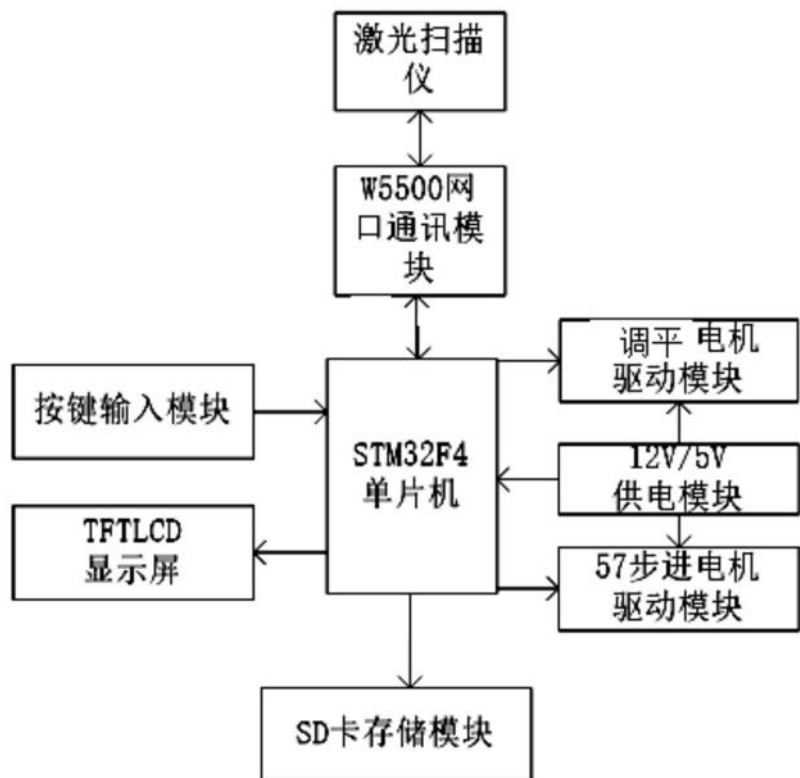 激光扫描
仪
W5500网
口通讯模
块
调平 电机
驱动模块
按键输入模块
STM32F4
单片机
12V/5V
供电模块
TFTLCD
显示屏
57步进电机
驱动模块
SD卡存储模块